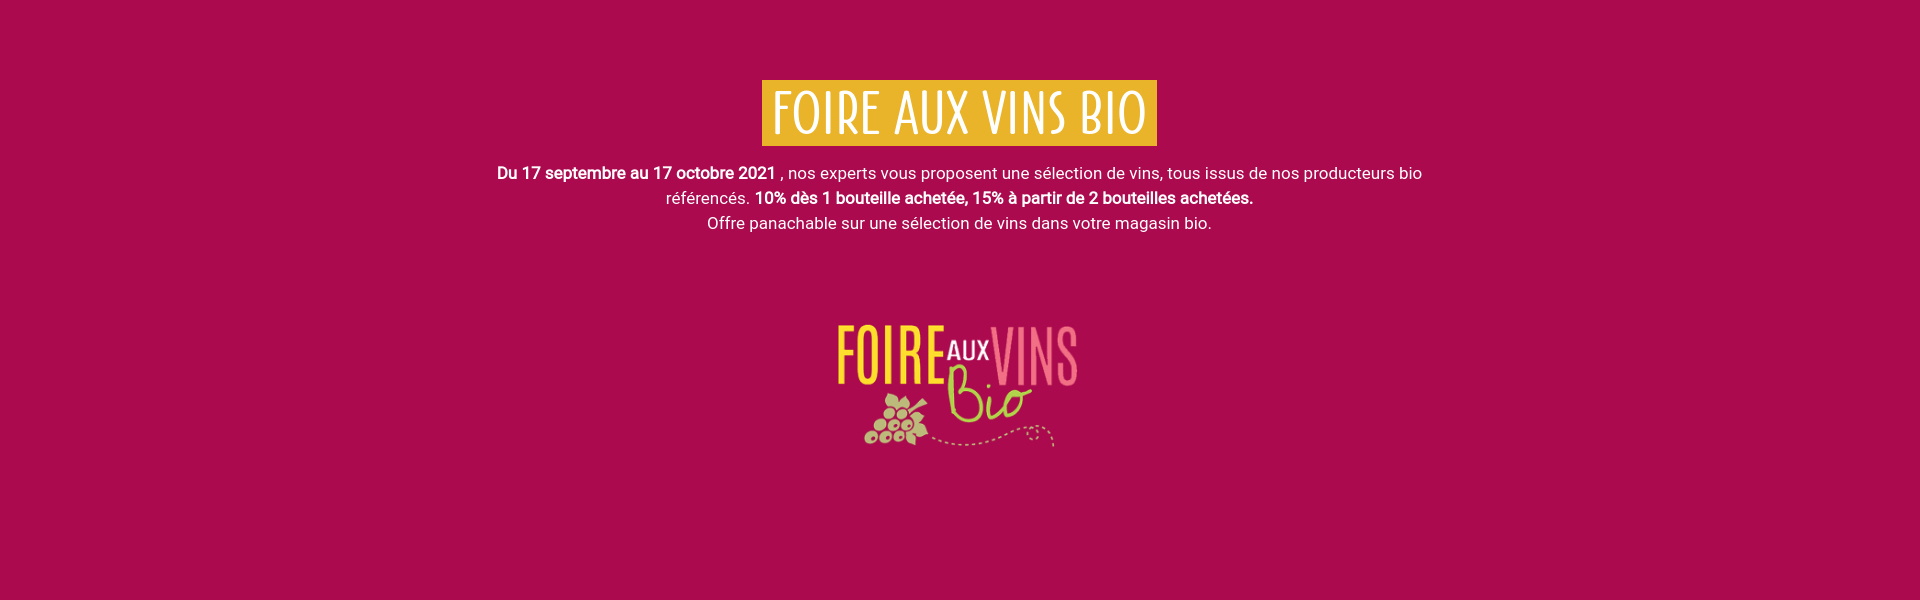 FOIRE AUX VINS BIO
Du 17 septembre au 17 octobre 2021 , nos experts vous proposent une sélection de vins, tous issus de nos producteurs bio
référencés. 10% dès 1 bouteille achetée, 15% à partir de 2 bouteilles achetées.
Offre panachable sur une sélection de vins dans votre magasin bio.
FOIRE AUX VINS
Bio